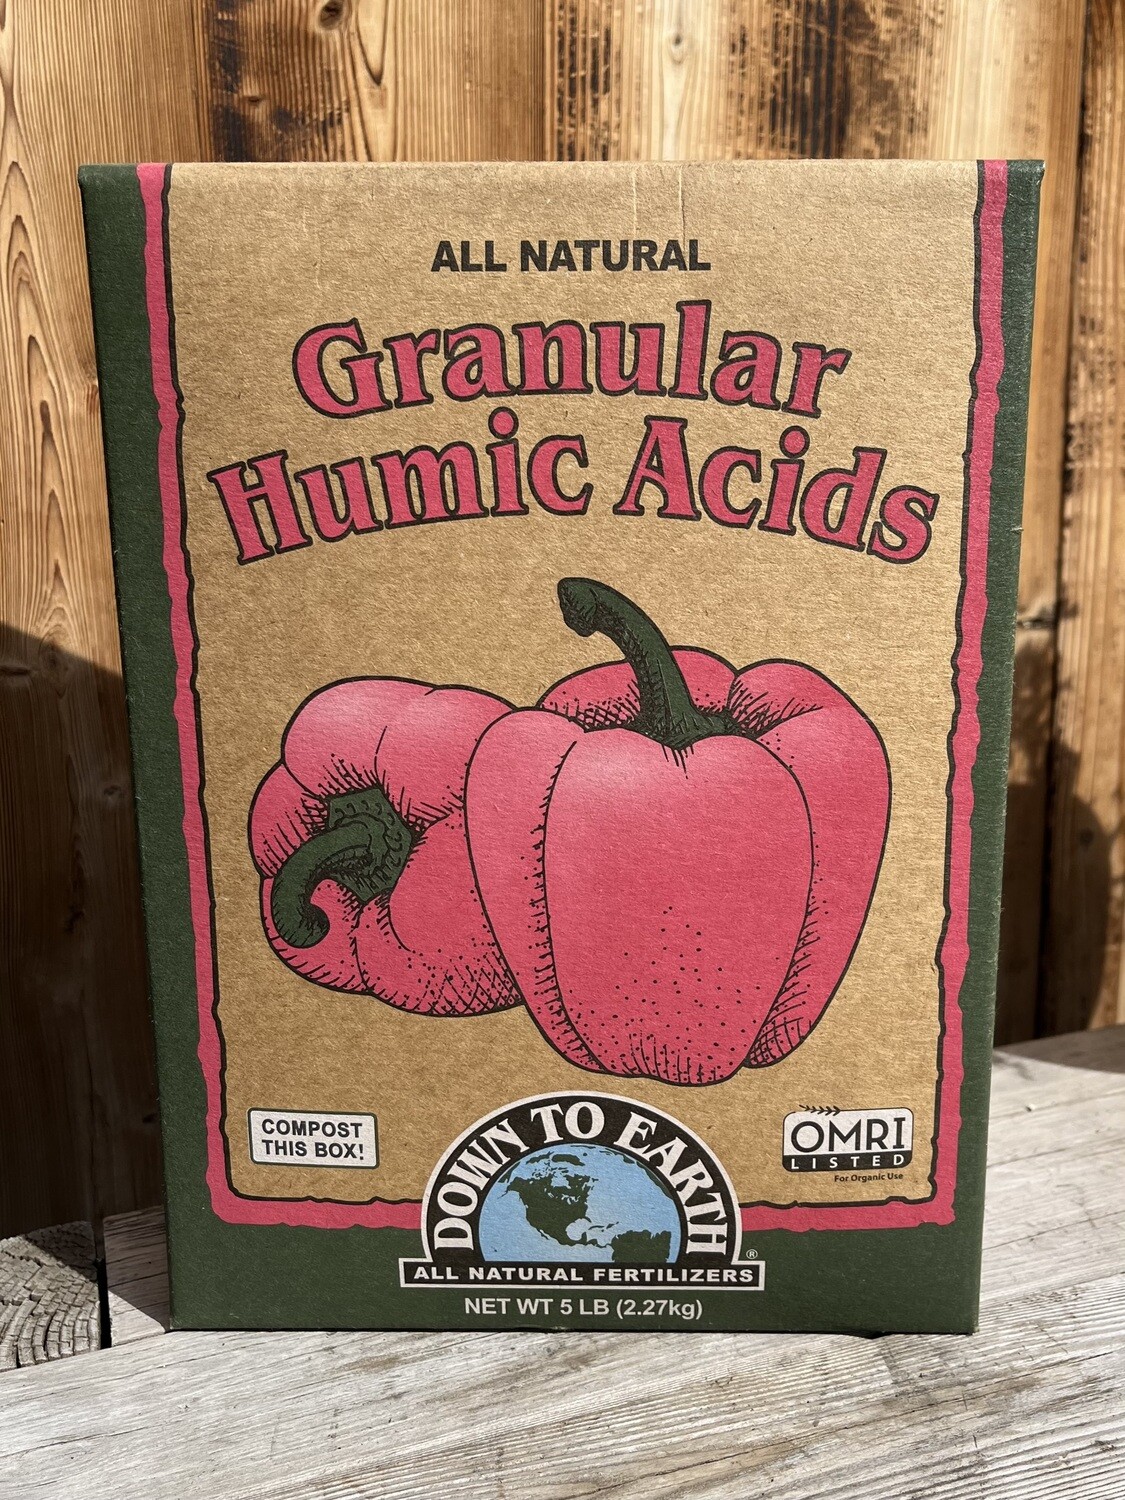 ALL NATURAL
Granular
Humic Acids
COMPOST
THIS BOX!
DOWN TO EARTH
®
ALL NATURAL FERTILIZERS
NET WT 5 LB (2.27kg)
OMRI
LISTED
For Organic Use